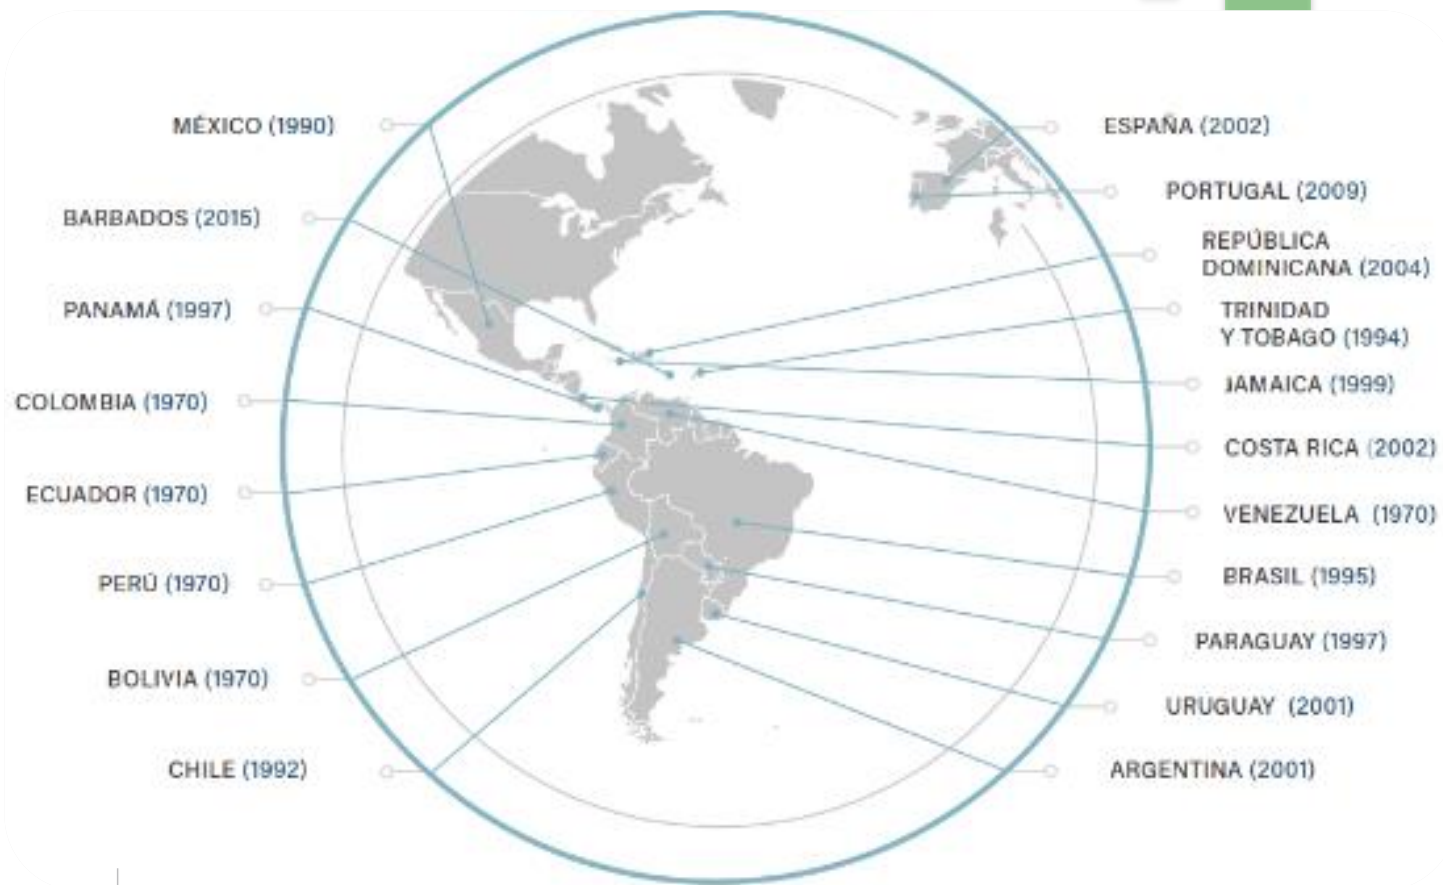 MÉXICO (1990)
BARBADOS (2015)
PANAMÁ (1997)
COLOMBIA (1970)
ECUADOR (1970)
PERÚ (1970)
BOLIVIA (1970)
CHILE (1992)
ESPAÑA (2002)
PORTUGAL (2009)
REPÚBLICA
DOMINICANA (2004)
TRINIDAD
Y TOBAGO (1994)
JAMAICA (1999)
COSTA RICA (2002)
VENEZUELA (1970)
BRASIL (1995)
PARAGUAY (1997)
URUGUAY (2001)
ARGENTINA (2001)